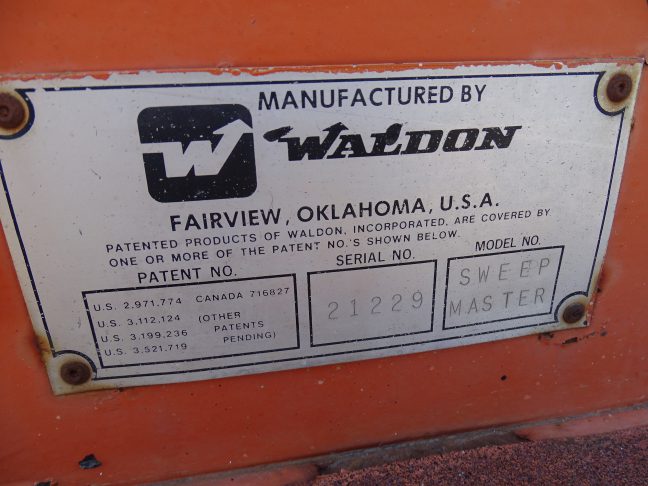 MANUFACTURED BY
W WALDON
FAIRVIEW, OKLAHOMA, U.S.A.
PATENTED PRODUCTS OF WALDON, INCORPORATED, ARE COVERED BY
ONE OR MORE OF THE PATENT NO.'S SHOWN BELOW.
PATENT NO.
U.S. 2.971.774 CANADA 716827
U.S. 3.112.124 (OTHER
U.S. 3.199.236 PATENTS
U.S. 3.521.719 PENDING)
SERIAL NO.
21229
MODEL NO.
SWEEP
MASTER